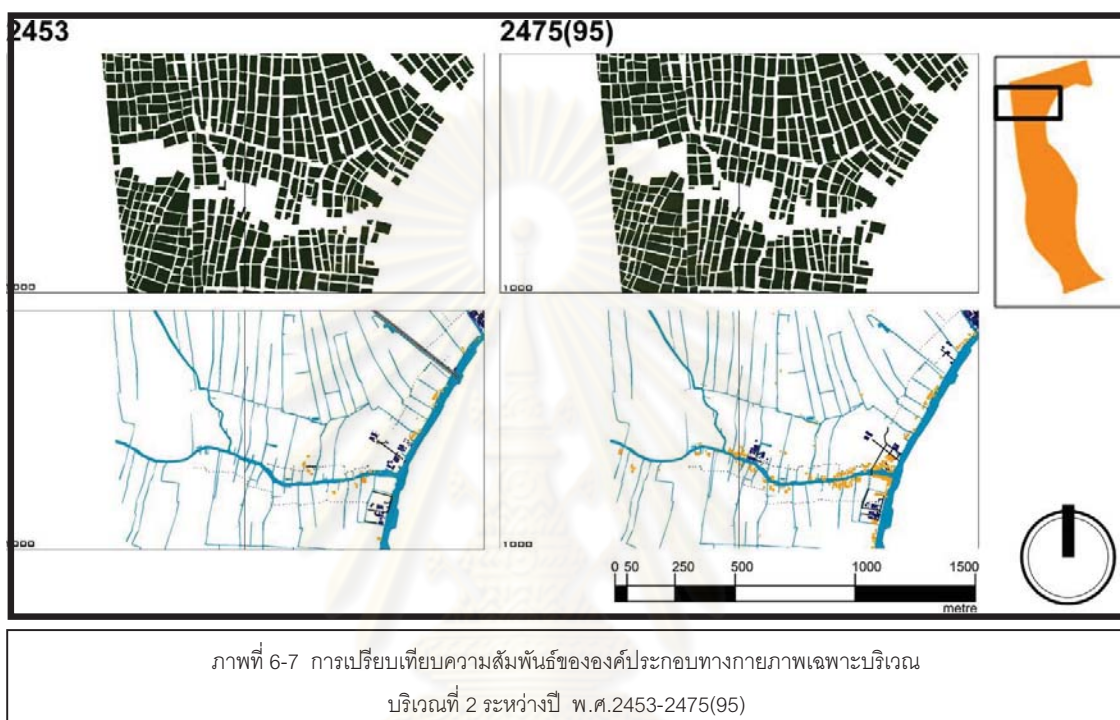 2453 2475(95)
1000 1000
1000 1000
0 50 250 500 1000 1500
metre
ภาพที่ 6-7 การเปรียบเทียบความสัมพันธ์ขององค์ประกอบทางกายภาพเฉพาะบริเวณ
บริเวณที่ 2 ระหว่างปี พ.ศ.2453-2475(95)